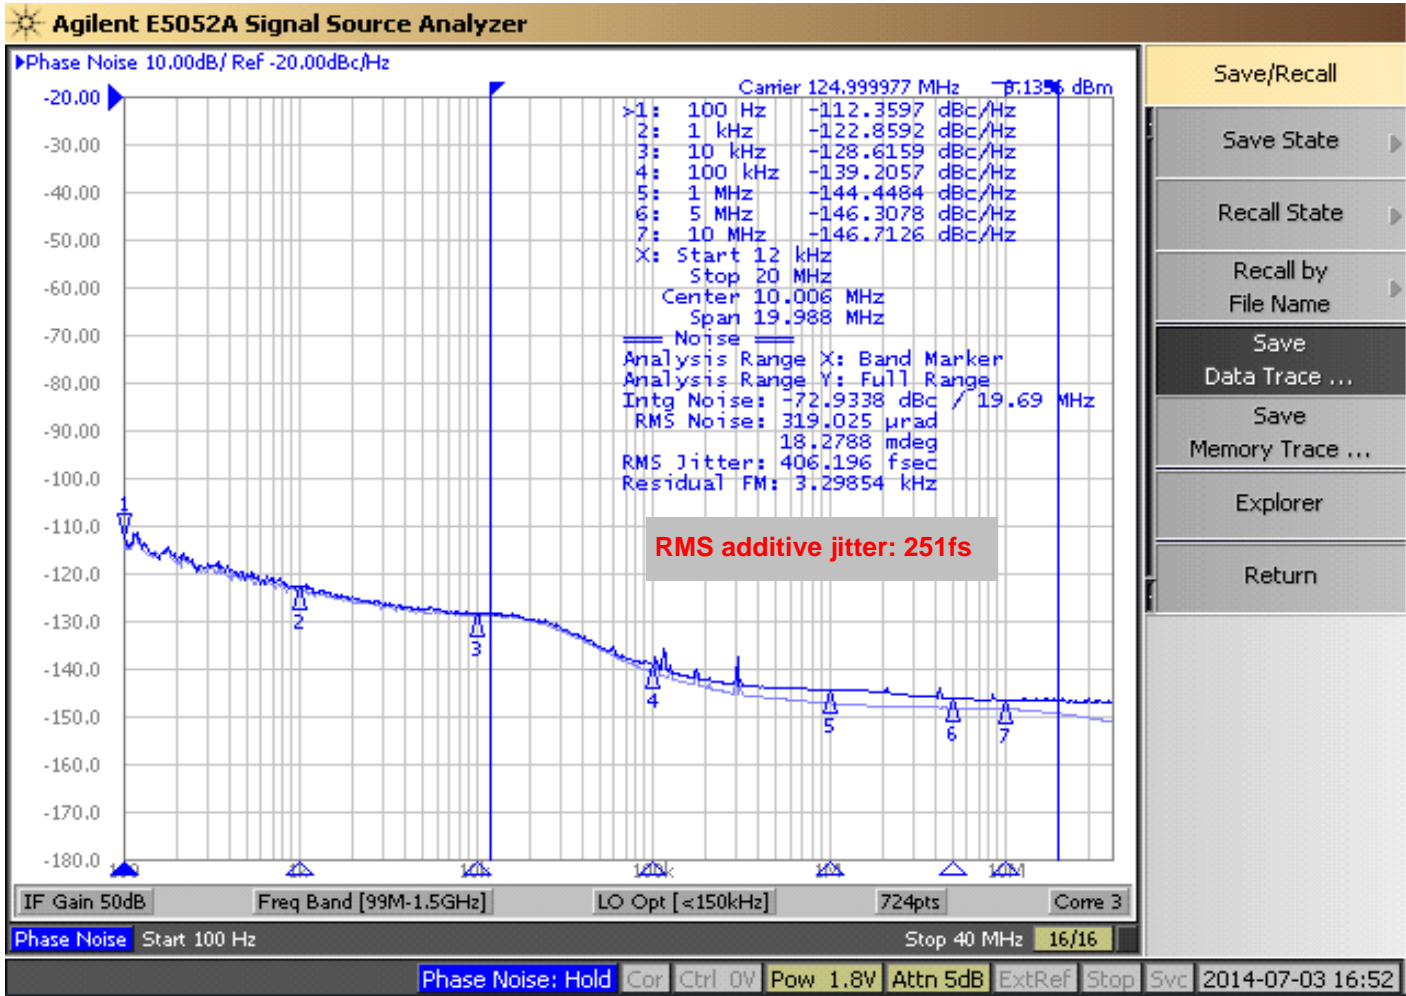 Agilent E5052A Signal Source Analyzer
Phase Noise 10.00dB/ Ref -20.00dBc/Hz
Carrier 124.999977 MHz dBm
-20.00
-30.00
-40.00
-50.00
-60.00
-70.00
-80.00
-90.00
-100.0
-110.0
-120.0
-130.0
-140.0
-150.0
-160.0
-170.0
-180.0
>1: 100 Hz -112.3597 dBc/Hz
2: 1 kHz -122.8592 dBc/Hz
3: 10 kHz -128.6159 dBc/Hz
4: 100 kHz -139.2057 dBc/Hz
5: 1 MHz -144.4484 dBc/Hz
6: 5 MHz -146.3078 dBc/Hz
7: 10 MHz -146.7126 dBc/Hz
X: Start 12 kHz
Stop 20 MHz
Center 10.006 MHz
Span 19.988 MHz
=== Noise ===
Analysis Range X: Band Marker
Analysis Range Y: Full Range
Intg Noise: -72.9338 dBc / 19.69 MHz
RMS Noise: 319.025 µrad
18.2788 mdeg
RMS Jitter: 406.196 fsec
Residual FM: 3.29854 kHz
RMS additive jitter: 251fs
1
2
3
4
5
6
7
IF Gain 50dB
Freq Band [99M-1.5GHz]
LO Opt [<150kHz]
724pts
Corre 3
Phase Noise Start 100 Hz
Stop 40 MHz 16/16
Phase Noise: Hold Cor Ctrl 0V Pow 1.8V Attn 5dB ExtRef Stop Svc 2014-07-03 16:52
Save/Recall
Save State
Recall State
Recall by
File Name
Save
Data Trace ...
Save
Memory Trace ...
Explorer
Return